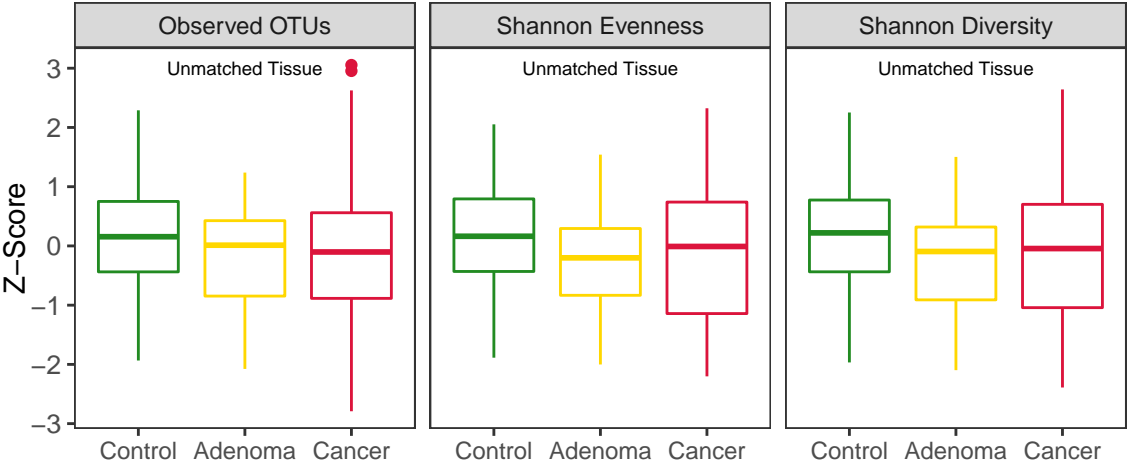 Observed OTUs
Shannon Evenness
Shannon Diversity
Unmatched Tissue
Unmatched Tissue
Unmatched Tissue
Z−Score
3
2
1
0
−1
−2
−3
Control Adenoma Cancer
Control Adenoma Cancer
Control Adenoma Cancer